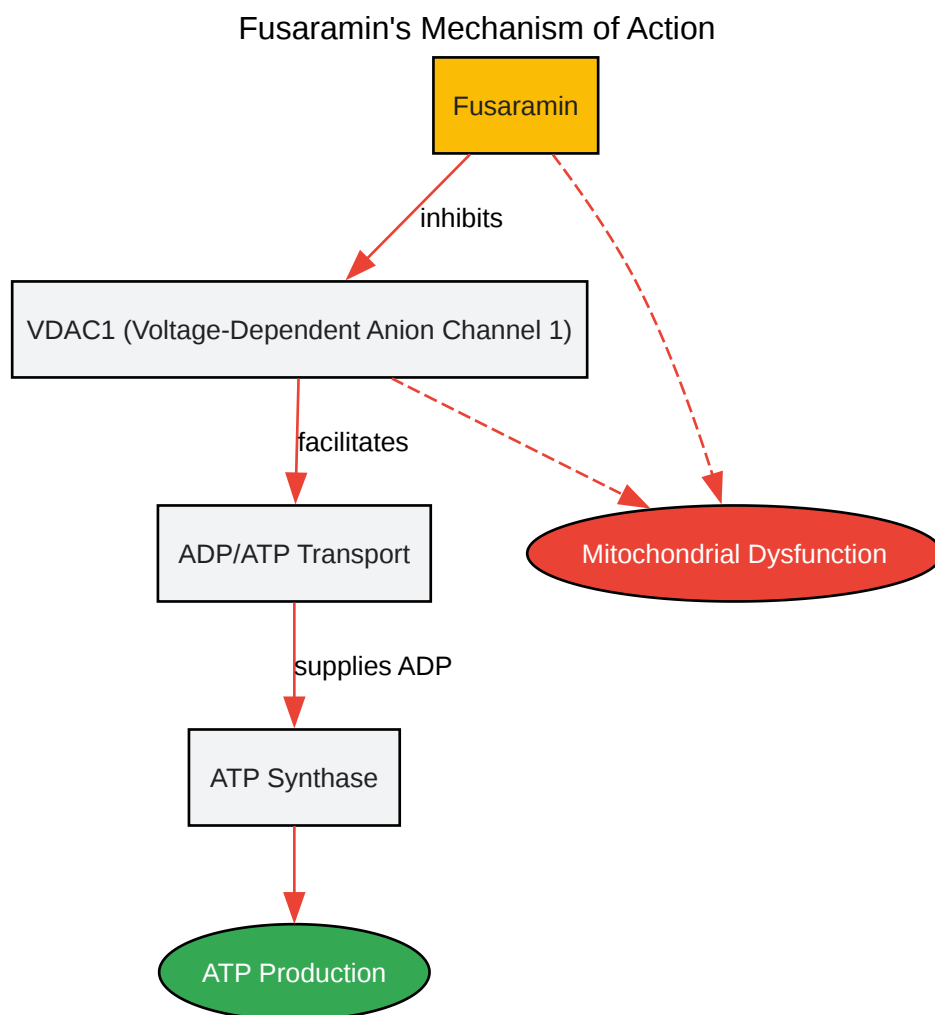 Fusaramin's Mechanism of Action
Fusaramin
inhibits
VDAC1 (Voltage-Dependent Anion Channel 1)
facilitates
ADP/ATP Transport
Mitochondrial Dysfunction
supplies ADP
ATP Synthase
ATP Production